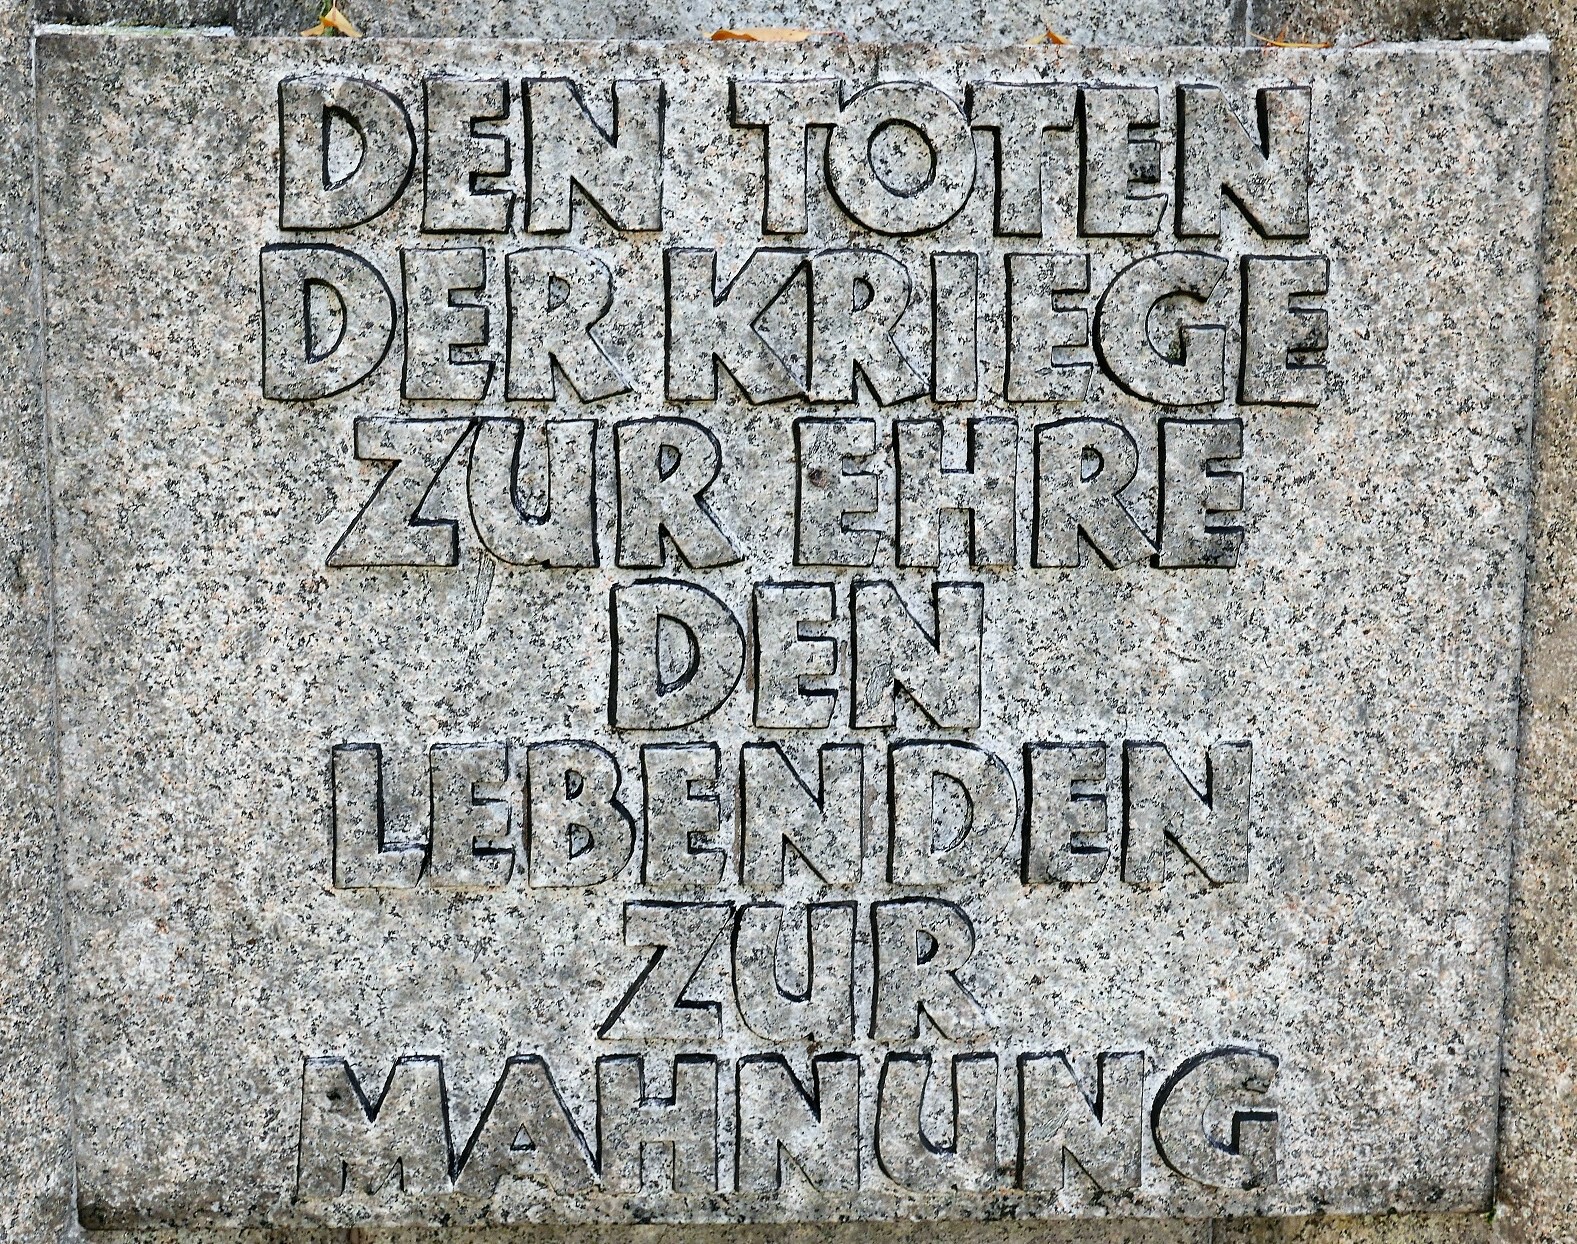 DEN TOTEN
DER KRIEGE
ZUR EHRE
DEN
LEBENDEN
ZUR
MAHNUNG